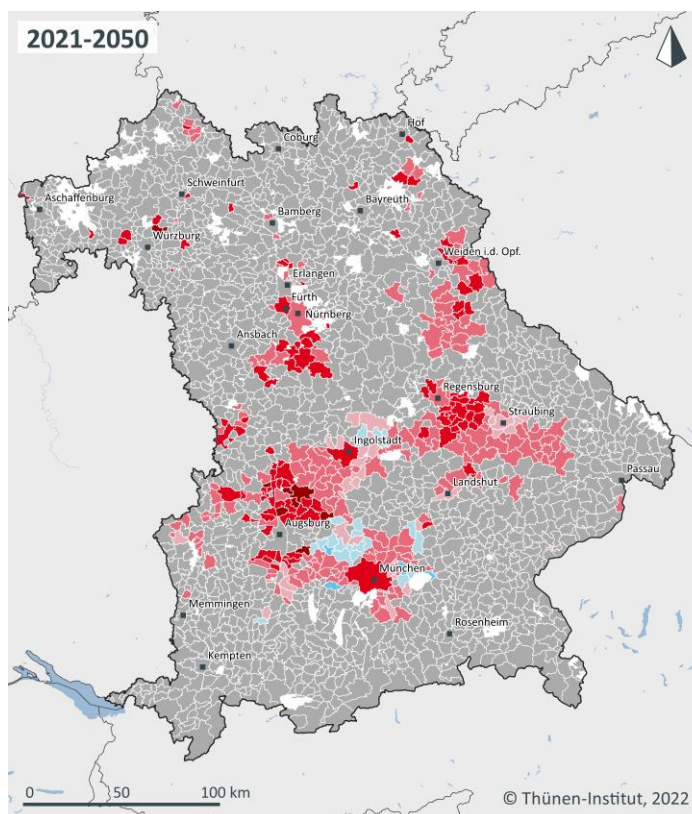 2021-2050
Hof
Coburg
Schweinfurt
Aschaffenburg
Bayreuth
Bamberg
Würzburg
Weiden i.d. Opf.
Erlangen
Fürth
Nürnberg
Ansbach
Regensburg
Straubing
Ingolstadt
Passau
Landshut
Augsburg
München
Memmingen
Rosenheim
Kempten
0 50 100 km
© Thünen-Institut, 2022